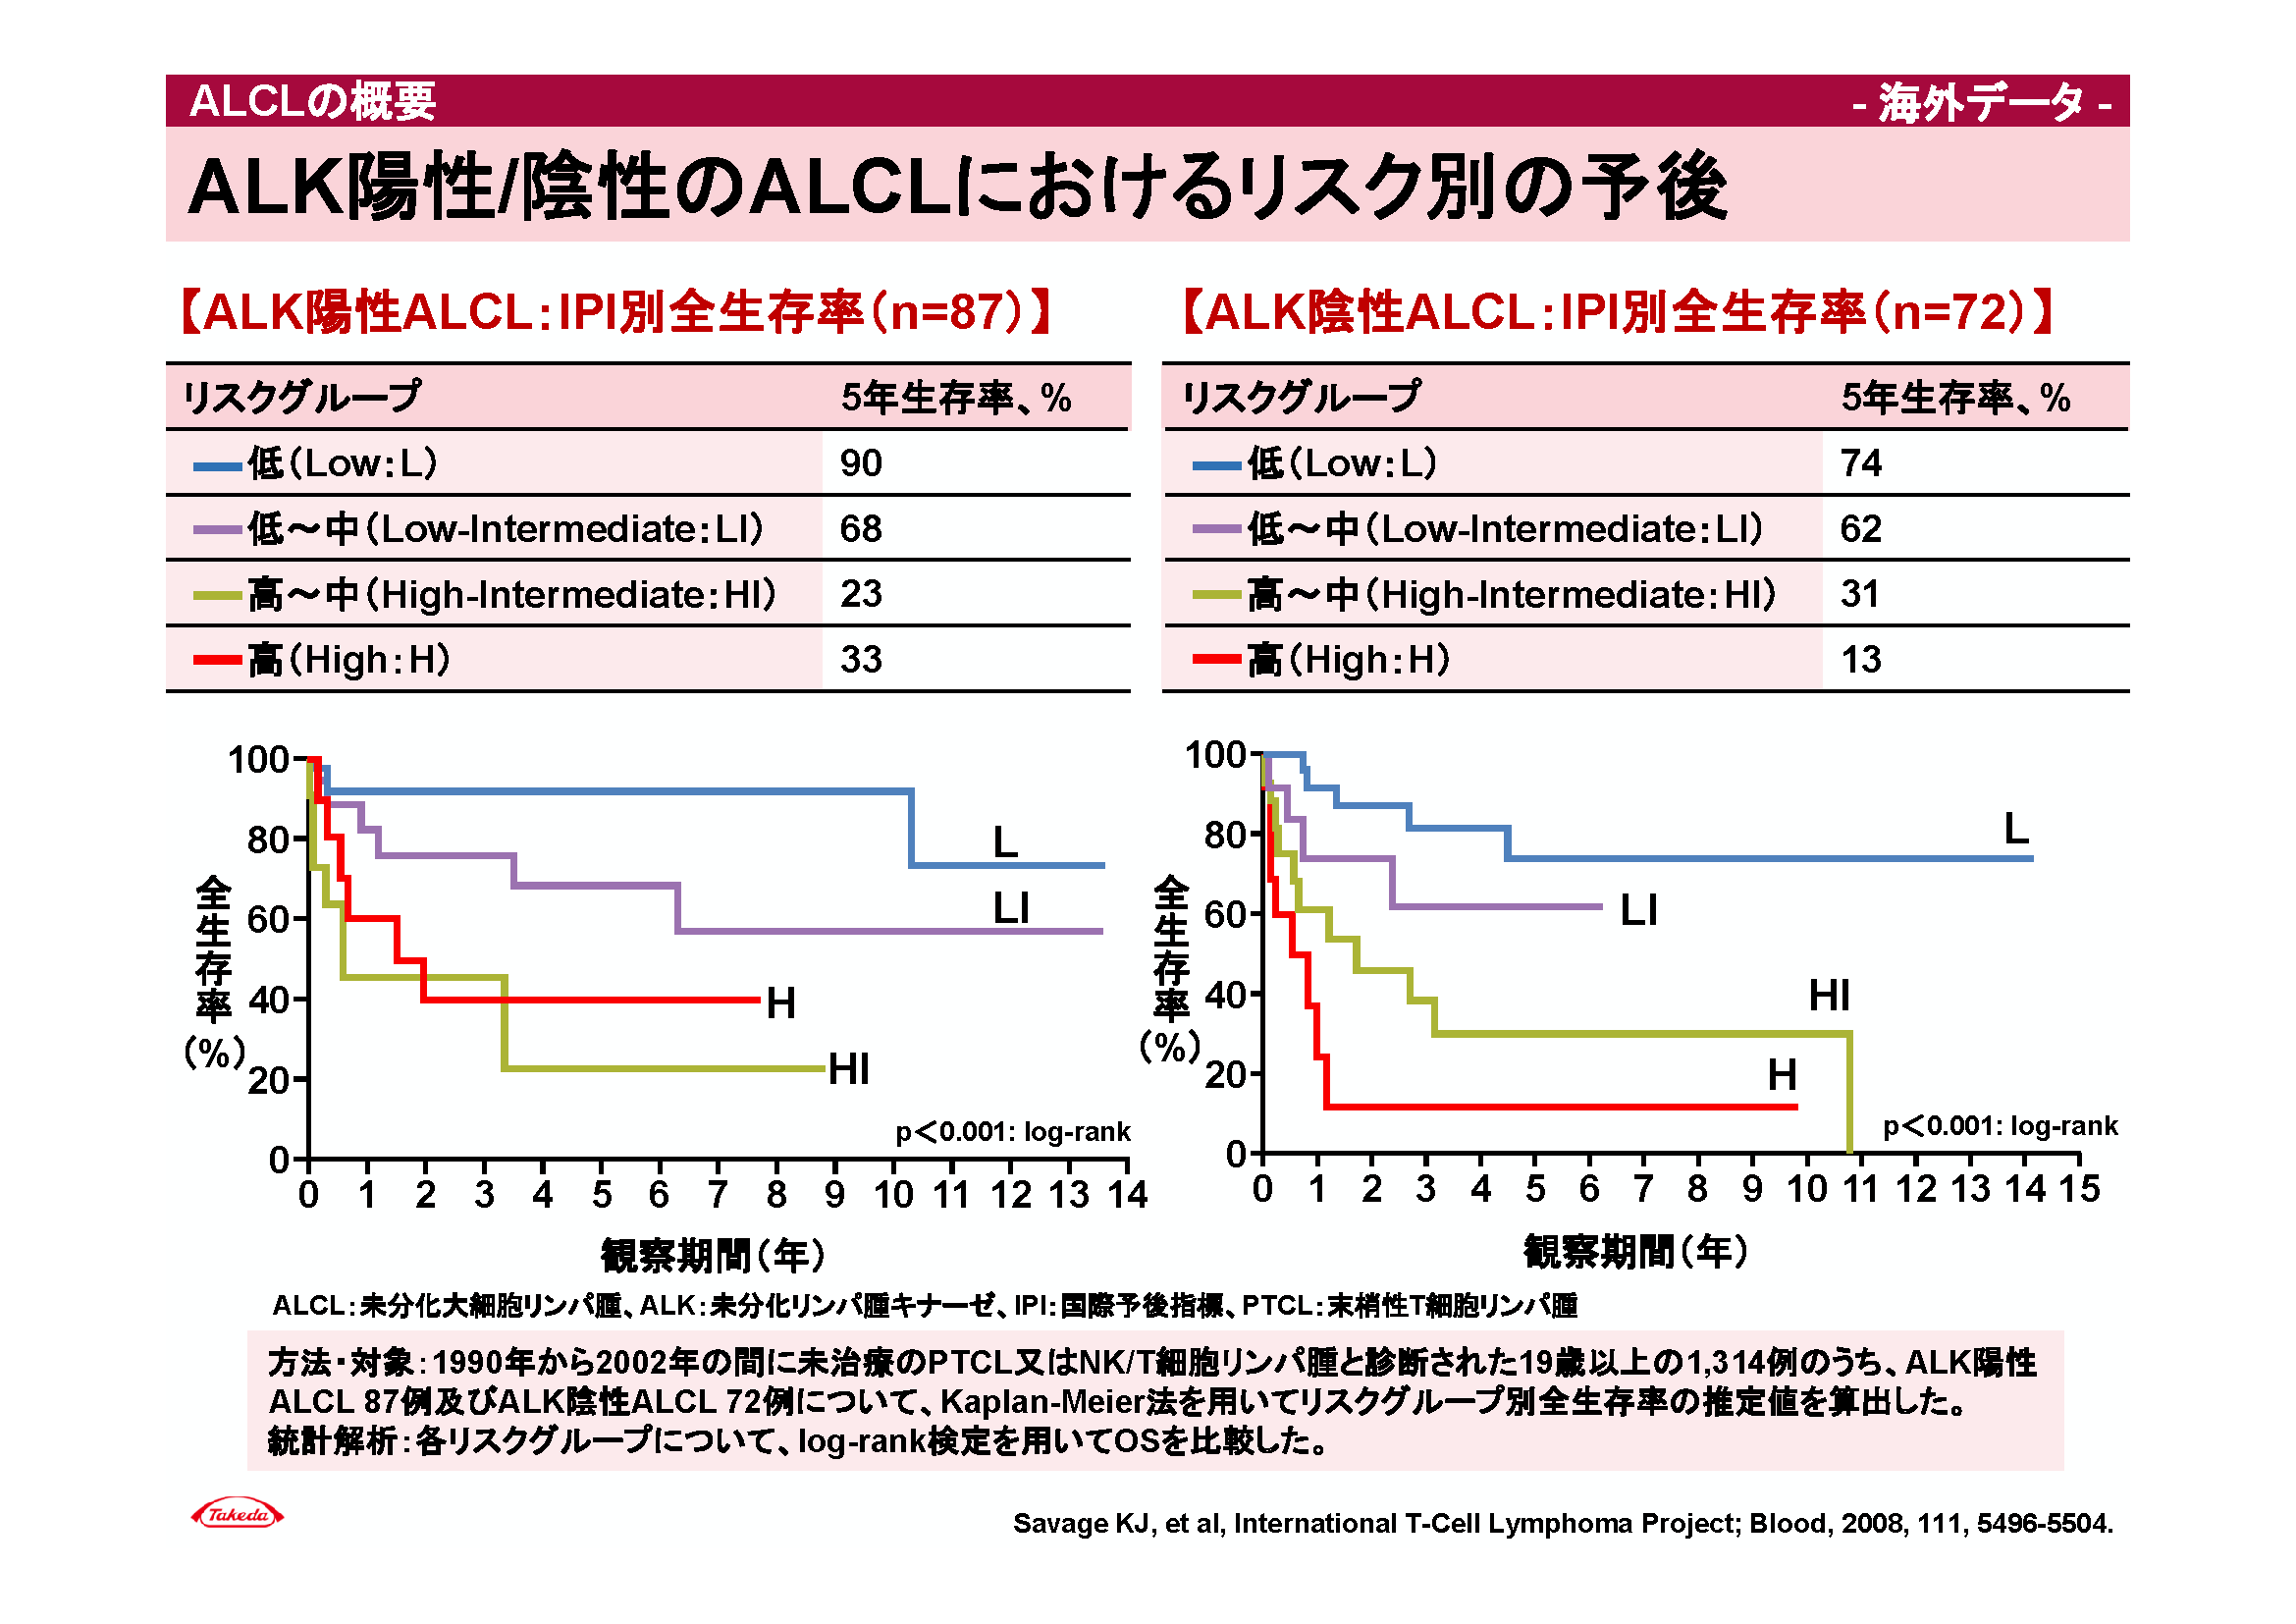 ALCLの概要
- 海外データ -
ALK陽性/陰性のALCLにおけるリスク別の予後
【ALK陽性ALCL：IPI別全生存率（n=87）】
リスクグループ 5年生存率、%
低（Low：L） 90
低～中（Low-Intermediate：LI） 68
高～中（High-Intermediate：HI） 23
高（High：H） 33
【ALK陰性ALCL：IPI別全生存率（n=72）】
リスクグループ 5年生存率、%
低（Low：L） 74
低～中（Low-Intermediate：LI） 62
高～中（High-Intermediate：HI） 31
高（High：H） 13
全生存率（%）
100
80
60
40
20
0
L
LI
H
HI
p＜0.001: log-rank
0 1 2 3 4 5 6 7 8 9 10 11 12 13 14
観察期間（年）
全生存率（%）
100
80
60
40
20
0
L
LI
HI
H
p＜0.001: log-rank
0 1 2 3 4 5 6 7 8 9 10 11 12 13 14 15
観察期間（年）
ALCL：未分化大細胞リンパ腫、ALK：未分化リンパ腫キナーゼ、IPI：国際予後指標、PTCL：末梢性T細胞リンパ腫
方法・対象：1990年から2002年の間に未治療のPTCL又はNK/T細胞リンパ腫と診断された19歳以上の1,314例のうち、ALK陽性
ALCL 87例及びALK陰性ALCL 72例について、Kaplan-Meier法を用いてリスクグループ別全生存率の推定値を算出した。
統計解析：各リスクグループについて、log-rank検定を用いてOSを比較した。
Takeda
Savage KJ, et al, International T-Cell Lymphoma Project; Blood, 2008, 111, 5496-5504.